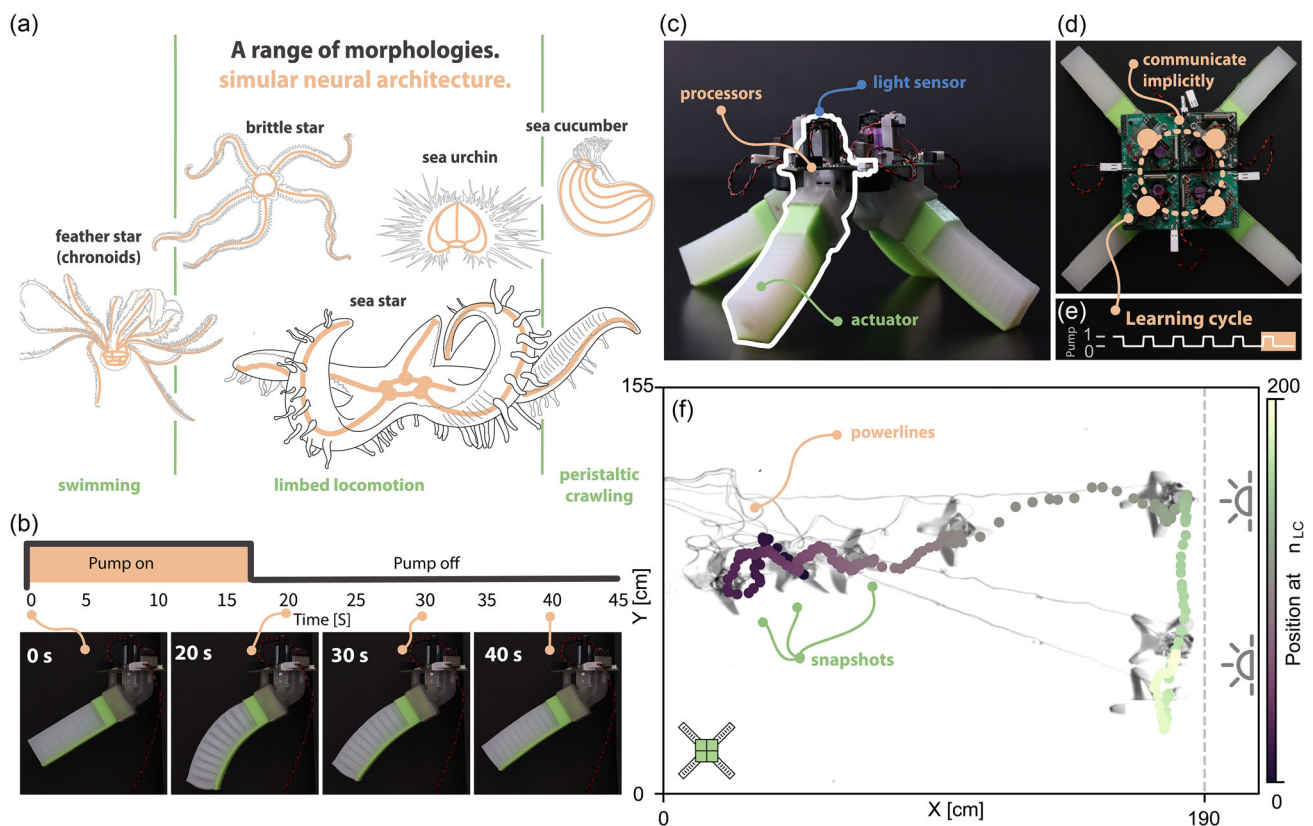 (a)
A range of morphologies.
simular neural architecture.
brittle star
sea cucumber
sea urchin
feather star
(chronoids)
sea star
swimming
limbed locomotion
peristaltic
crawling
(b)
Pump on
Pump off
0 5 10 15 20 25 30 35 40 45
Time [S]
0 s
20 s
30 s
40 s
(c)
light sensor
processors
actuator
(d)
communicate
implicitly
(e)
Learning cycle
Pump
1
0
(f)
155
Y [cm]
0
powerlines
snapshots
0
X [cm]
190
200
Position at n LC
0